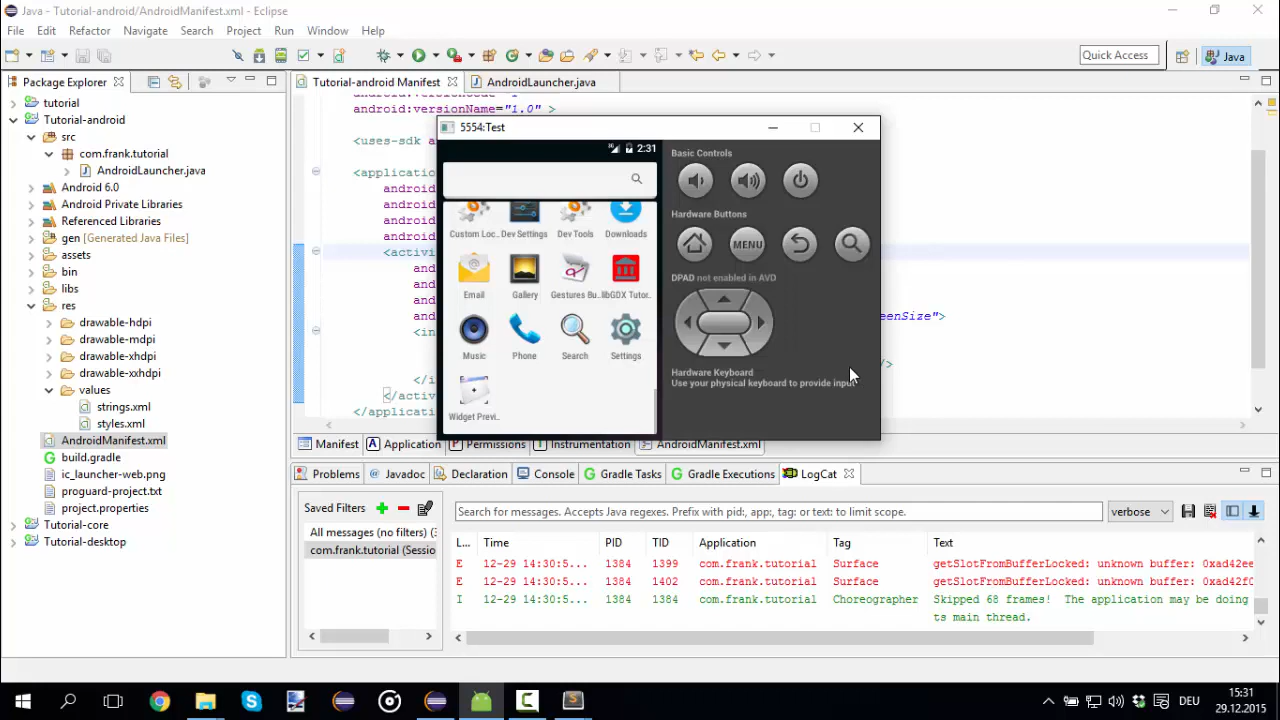 Java - Tutorial-android/AndroidManifest.xml - Eclipse
File Edit Refactor Navigate Search Project Run Window Help
Quick Access
Java
Package Explorer
Tutorial-android Manifest
AndroidLauncher.java
tutorial
Tutorial-android
src
com.frank.tutorial
AndroidLauncher.java
Android 6.0
Android Private Libraries
Referenced Libraries
gen [Generated Java Files]
assets
bin
libs
res
drawable-hdpi
drawable-mdpi
drawable-xhdpi
drawable-xxhdpi
values
strings.xml
styles.xml
AndroidManifest.xml
build.gradle
ic_launcher-web.png
proguard-project.txt
project.properties
Tutorial-core
Tutorial-desktop
android:versionName="1.0" >
<uses-sdk
<application
<activi
eenSize">
<in
</i
/>
</activ
</applicatio
5554:Test
2:31
Custom Loc.. Dev Settings Dev Tools Downloads
Email Gallery Gestures Bu.. libGDX Tutor..
Music Phone Search Settings
Widget Previ..
Basic Controls
Hardware Buttons
MENU
DPAD not enabled in AVD
Hardware Keyboard
Use your physical keyboard to provide input
Manifest A Application P Permissions I Instrumentation AndroidManifest.xml
Problems @ Javadoc Declaration Console Gradle Tasks Gradle Executions LogCat
Saved Filters
All messages (no filters) (3
com.frank.tutorial (Sessio
Search for messages. Accepts Java regexes. Prefix with pid:, app:, tag: or text: to limit scope.
verbose
L... Time PID TID Application Tag Text
E 12-29 14:30:5... 1384 1399 com.frank.tutorial Surface getSlotFromBufferLocked: unknown buffer: 0xad42ee
E 12-29 14:30:5... 1384 1402 com.frank.tutorial Surface getSlotFromBufferLocked: unknown buffer: 0xad42f0
I 12-29 14:30:5... 1384 1384 com.frank.tutorial Choreographer Skipped 68 frames! The application may be doing
ts main thread.
DEU
15:31
29.12.2015